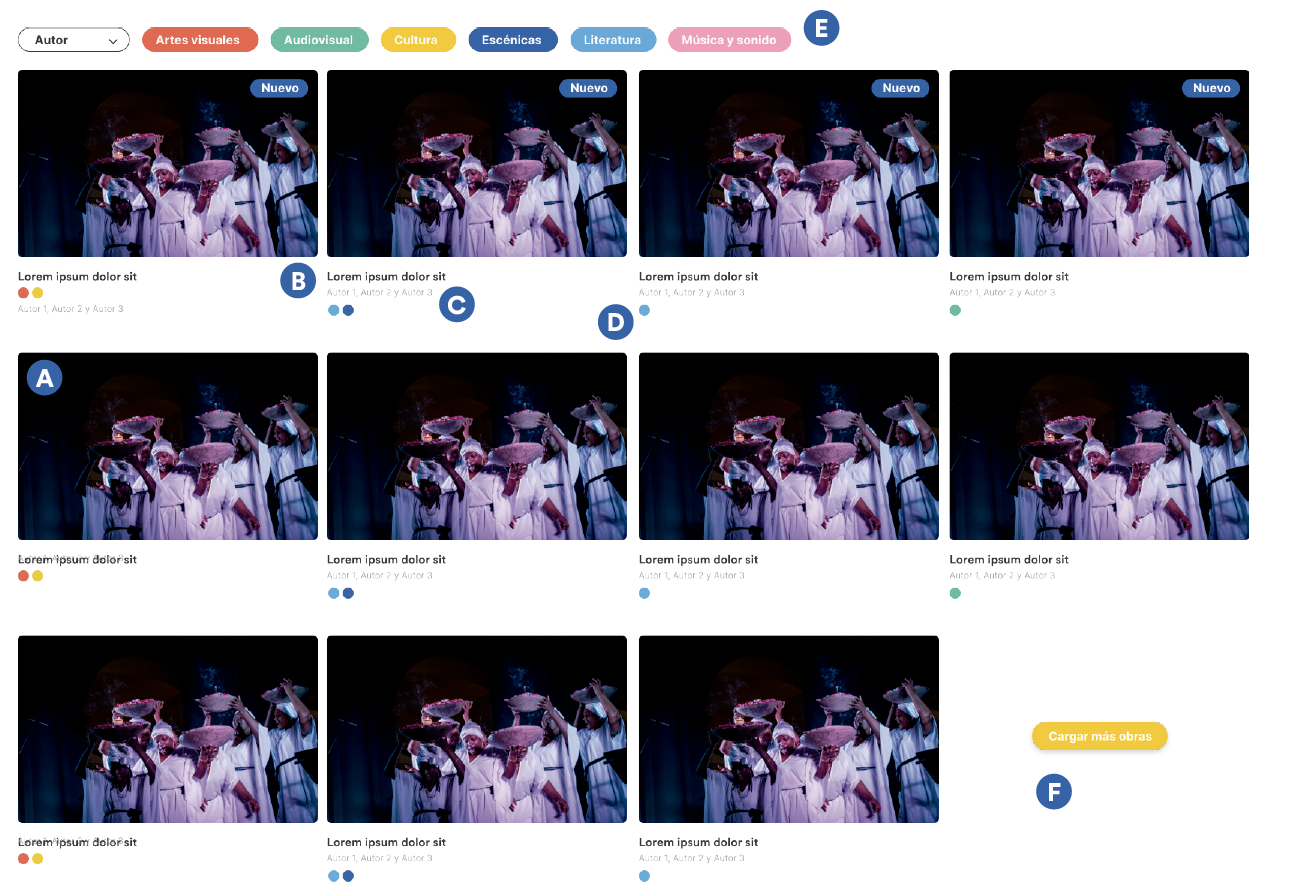 Autor Artes visuales Audiovisual Cultura Escénicas Literatura Música y sonido E
Nuevo Nuevo Nuevo Nuevo
Lorem ipsum dolor sit B Lorem ipsum dolor sit Lorem ipsum dolor sit Lorem ipsum dolor sit
Autor 1, Autor 2 y Autor 3 C Autor 1, Autor 2 y Autor 3 Autor 1, Autor 2 y Autor 3
Autor 1, Autor 2 y Autor 3 D
A
Lorem ipsum dolor sit Lorem ipsum dolor sit Lorem ipsum dolor sit Lorem ipsum dolor sit
Autor 1, Autor 2 y Autor 3 Autor 1, Autor 2 y Autor 3 Autor 1, Autor 2 y Autor 3
Cargar más obras
F
Lorem ipsum dolor sit Lorem ipsum dolor sit Lorem ipsum dolor sit
Autor 1, Autor 2 y Autor 3 Autor 1, Autor 2 y Autor 3